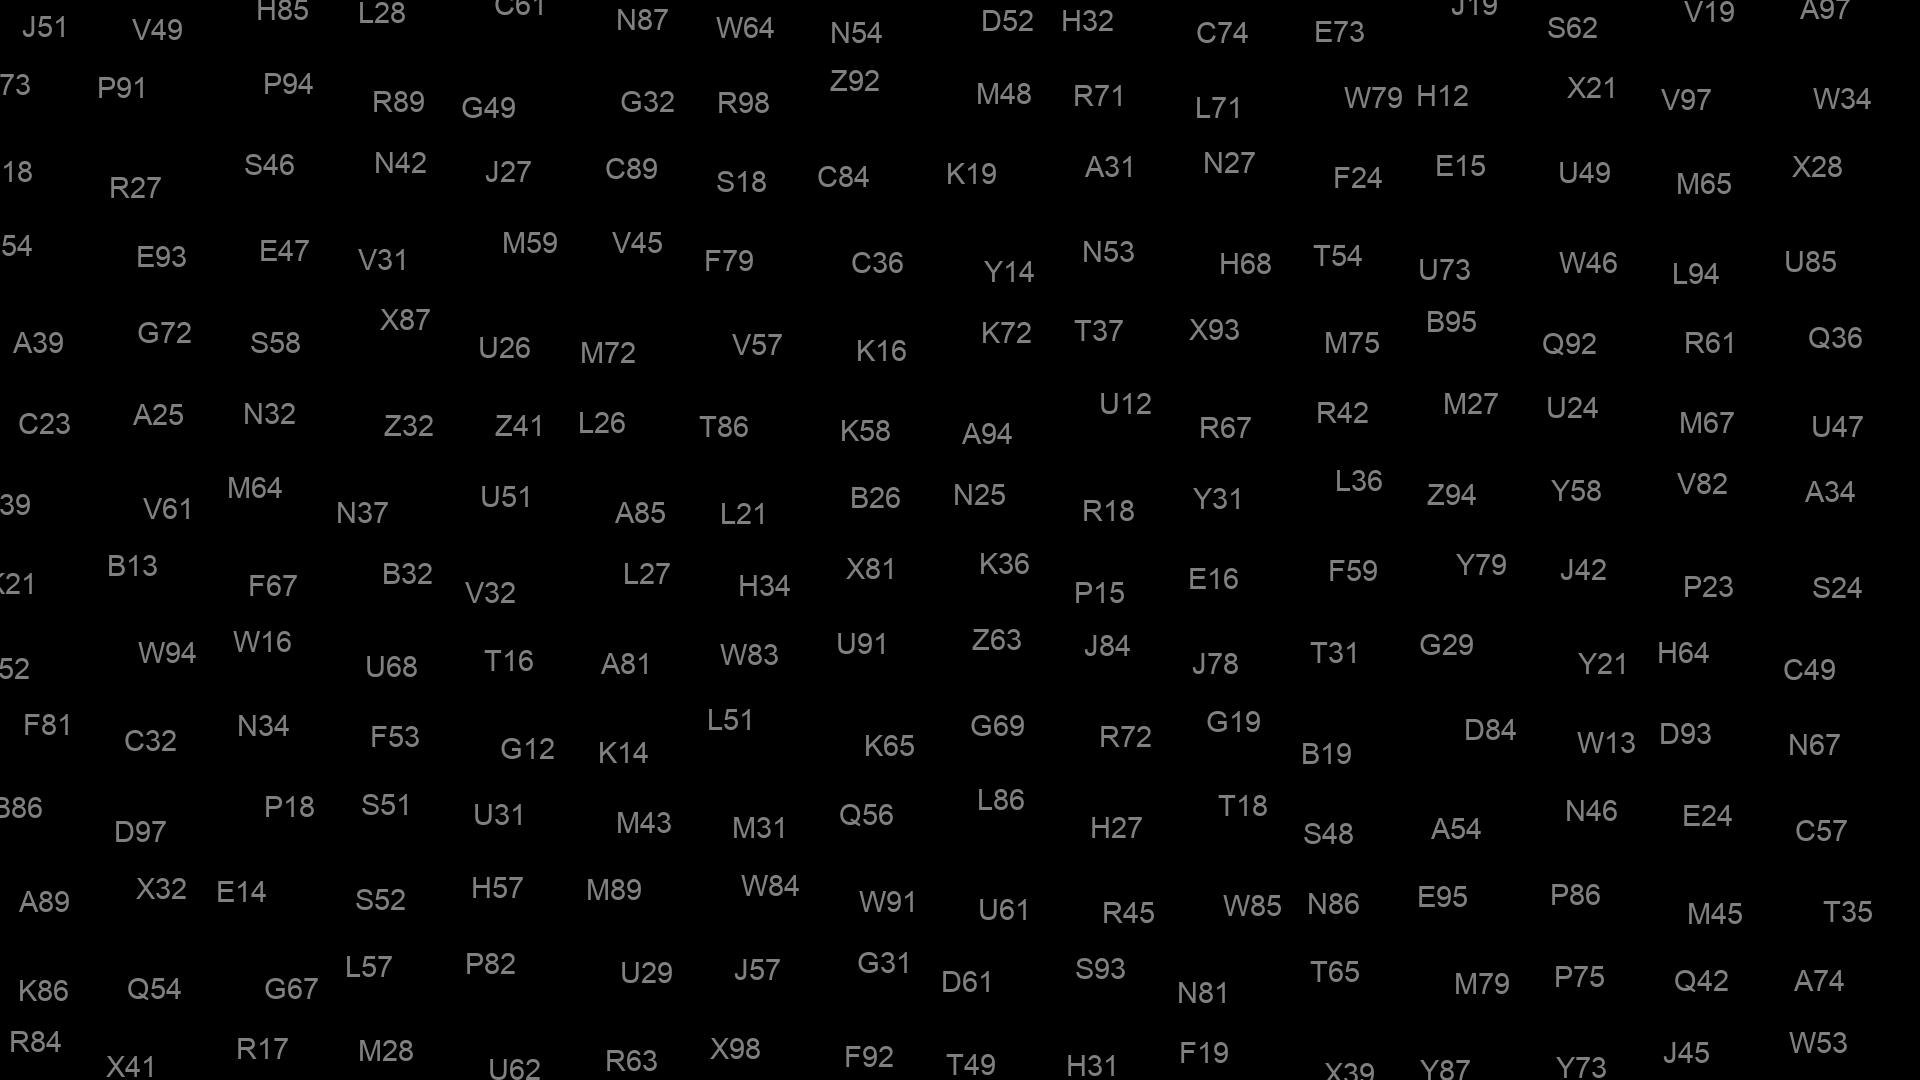 J51 V49 H85 L28 C61 N87 W64 N54 D52 H32 C74 E73 J19 S62 V19 A97
73 P91 P94 R89 G49 G32 R98 Z92 M48 R71 L71 W79 H12 X21 V97 W34
18 R27 S46 N42 J27 C89 S18 C84 K19 A31 N27 F24 E15 U49 M65 X28
54 E93 E47 V31 M59 V45 F79 C36 Y14 N53 H68 T54 U73 W46 L94 U85
A39 G72 S58 X87 U26 M72 V57 K16 K72 T37 X93 M75 B95 Q92 R61 Q36
C23 A25 N32 Z32 Z41 L26 T86 K58 A94 U12 R67 R42 M27 U24 M67 U47
39 V61 M64 N37 U51 A85 L21 B26 N25 R18 Y31 L36 Z94 Y58 V82 A34
K21 B13 F67 B32 V32 L27 H34 X81 K36 P15 E16 F59 Y79 J42 P23 S24
52 W94 W16 U68 T16 A81 W83 U91 Z63 J84 J78 T31 G29 Y21 H64 C49
F81 C32 N34 F53 G12 K14 L51 K65 G69 R72 G19 B19 D84 W13 D93 N67
B86 D97 P18 S51 U31 M43 M31 Q56 L86 H27 T18 S48 A54 N46 E24 C57
A89 X32 E14 S52 H57 M89 W84 W91 U61 R45 W85 N86 E95 P86 M45 T35
K86 Q54 G67 L57 P82 U29 J57 G31 D61 S93 N81 T65 M79 P75 Q42 A74
R84 X41 R17 M28 U62 R63 X98 F92 T49 H31 F19 X39 Y87 Y73 J45 W53